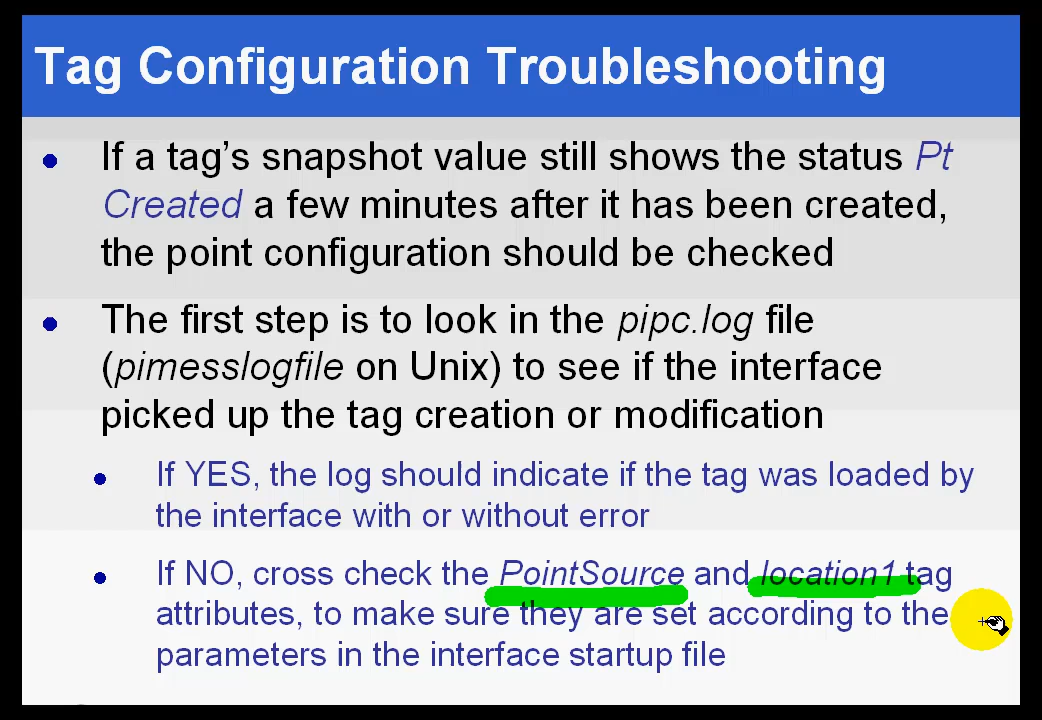 Tag Configuration Troubleshooting
If a tag's snapshot value still shows the status Pt
Created a few minutes after it has been created,
the point configuration should be checked
The first step is to look in the pipc.log file
(pimesslogfile on Unix) to see if the interface
picked up the tag creation or modification
If YES, the log should indicate if the tag was loaded by
the interface with or without error
If NO, cross check the PointSource and location1 tag
attributes, to make sure they are set according to the
parameters in the interface startup file